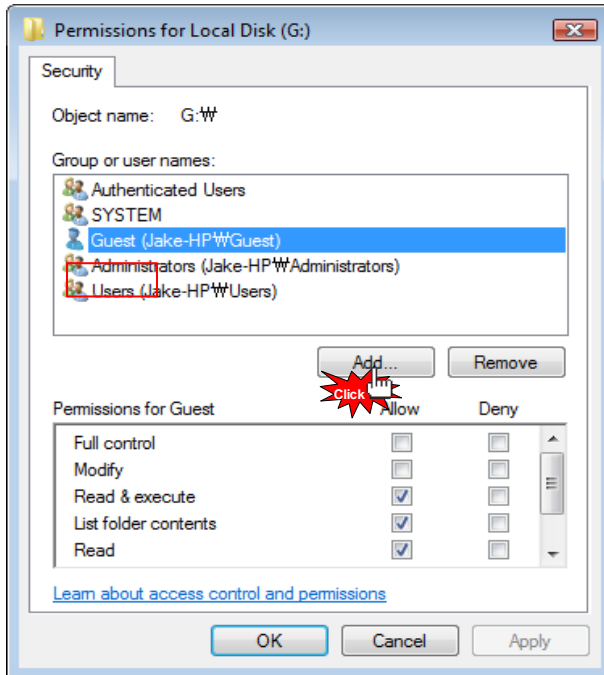 Permissions for Local Disk (G:)
Security
Object name: G:₩
Group or user names:
Authenticated Users
SYSTEM
Guest (Jake-HP₩Guest)
Administrators (Jake-HP₩Administrators)
Users (Jake-HP₩Users)
Add... Remove
Click
Permissions for Guest Allow Deny
Full control
Modify
Read & execute
List folder contents
Read
Learn about access control and permissions
OK Cancel Apply